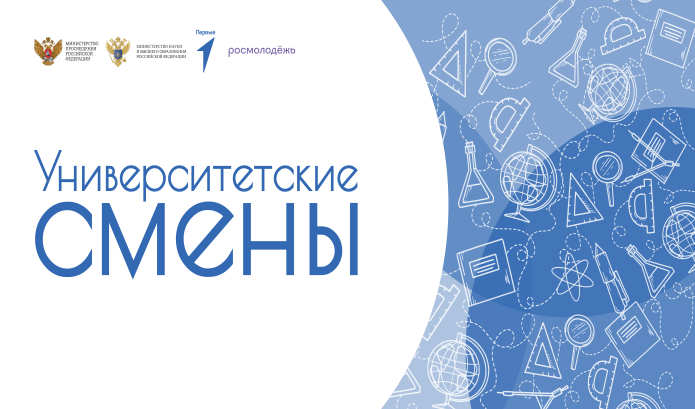 МИНИСТЕРСТВО
ПРОСВЕЩЕНИЯ
РОССИЙСКОЙ
ФЕДЕРАЦИИ
МИНИСТЕРСТВО НАУКИ
И ВЫСШЕГО ОБРАЗОВАНИЯ
РОССИЙСКОЙ ФЕДЕРАЦИИ
Первые
росмолодёжь
Университетские
смены